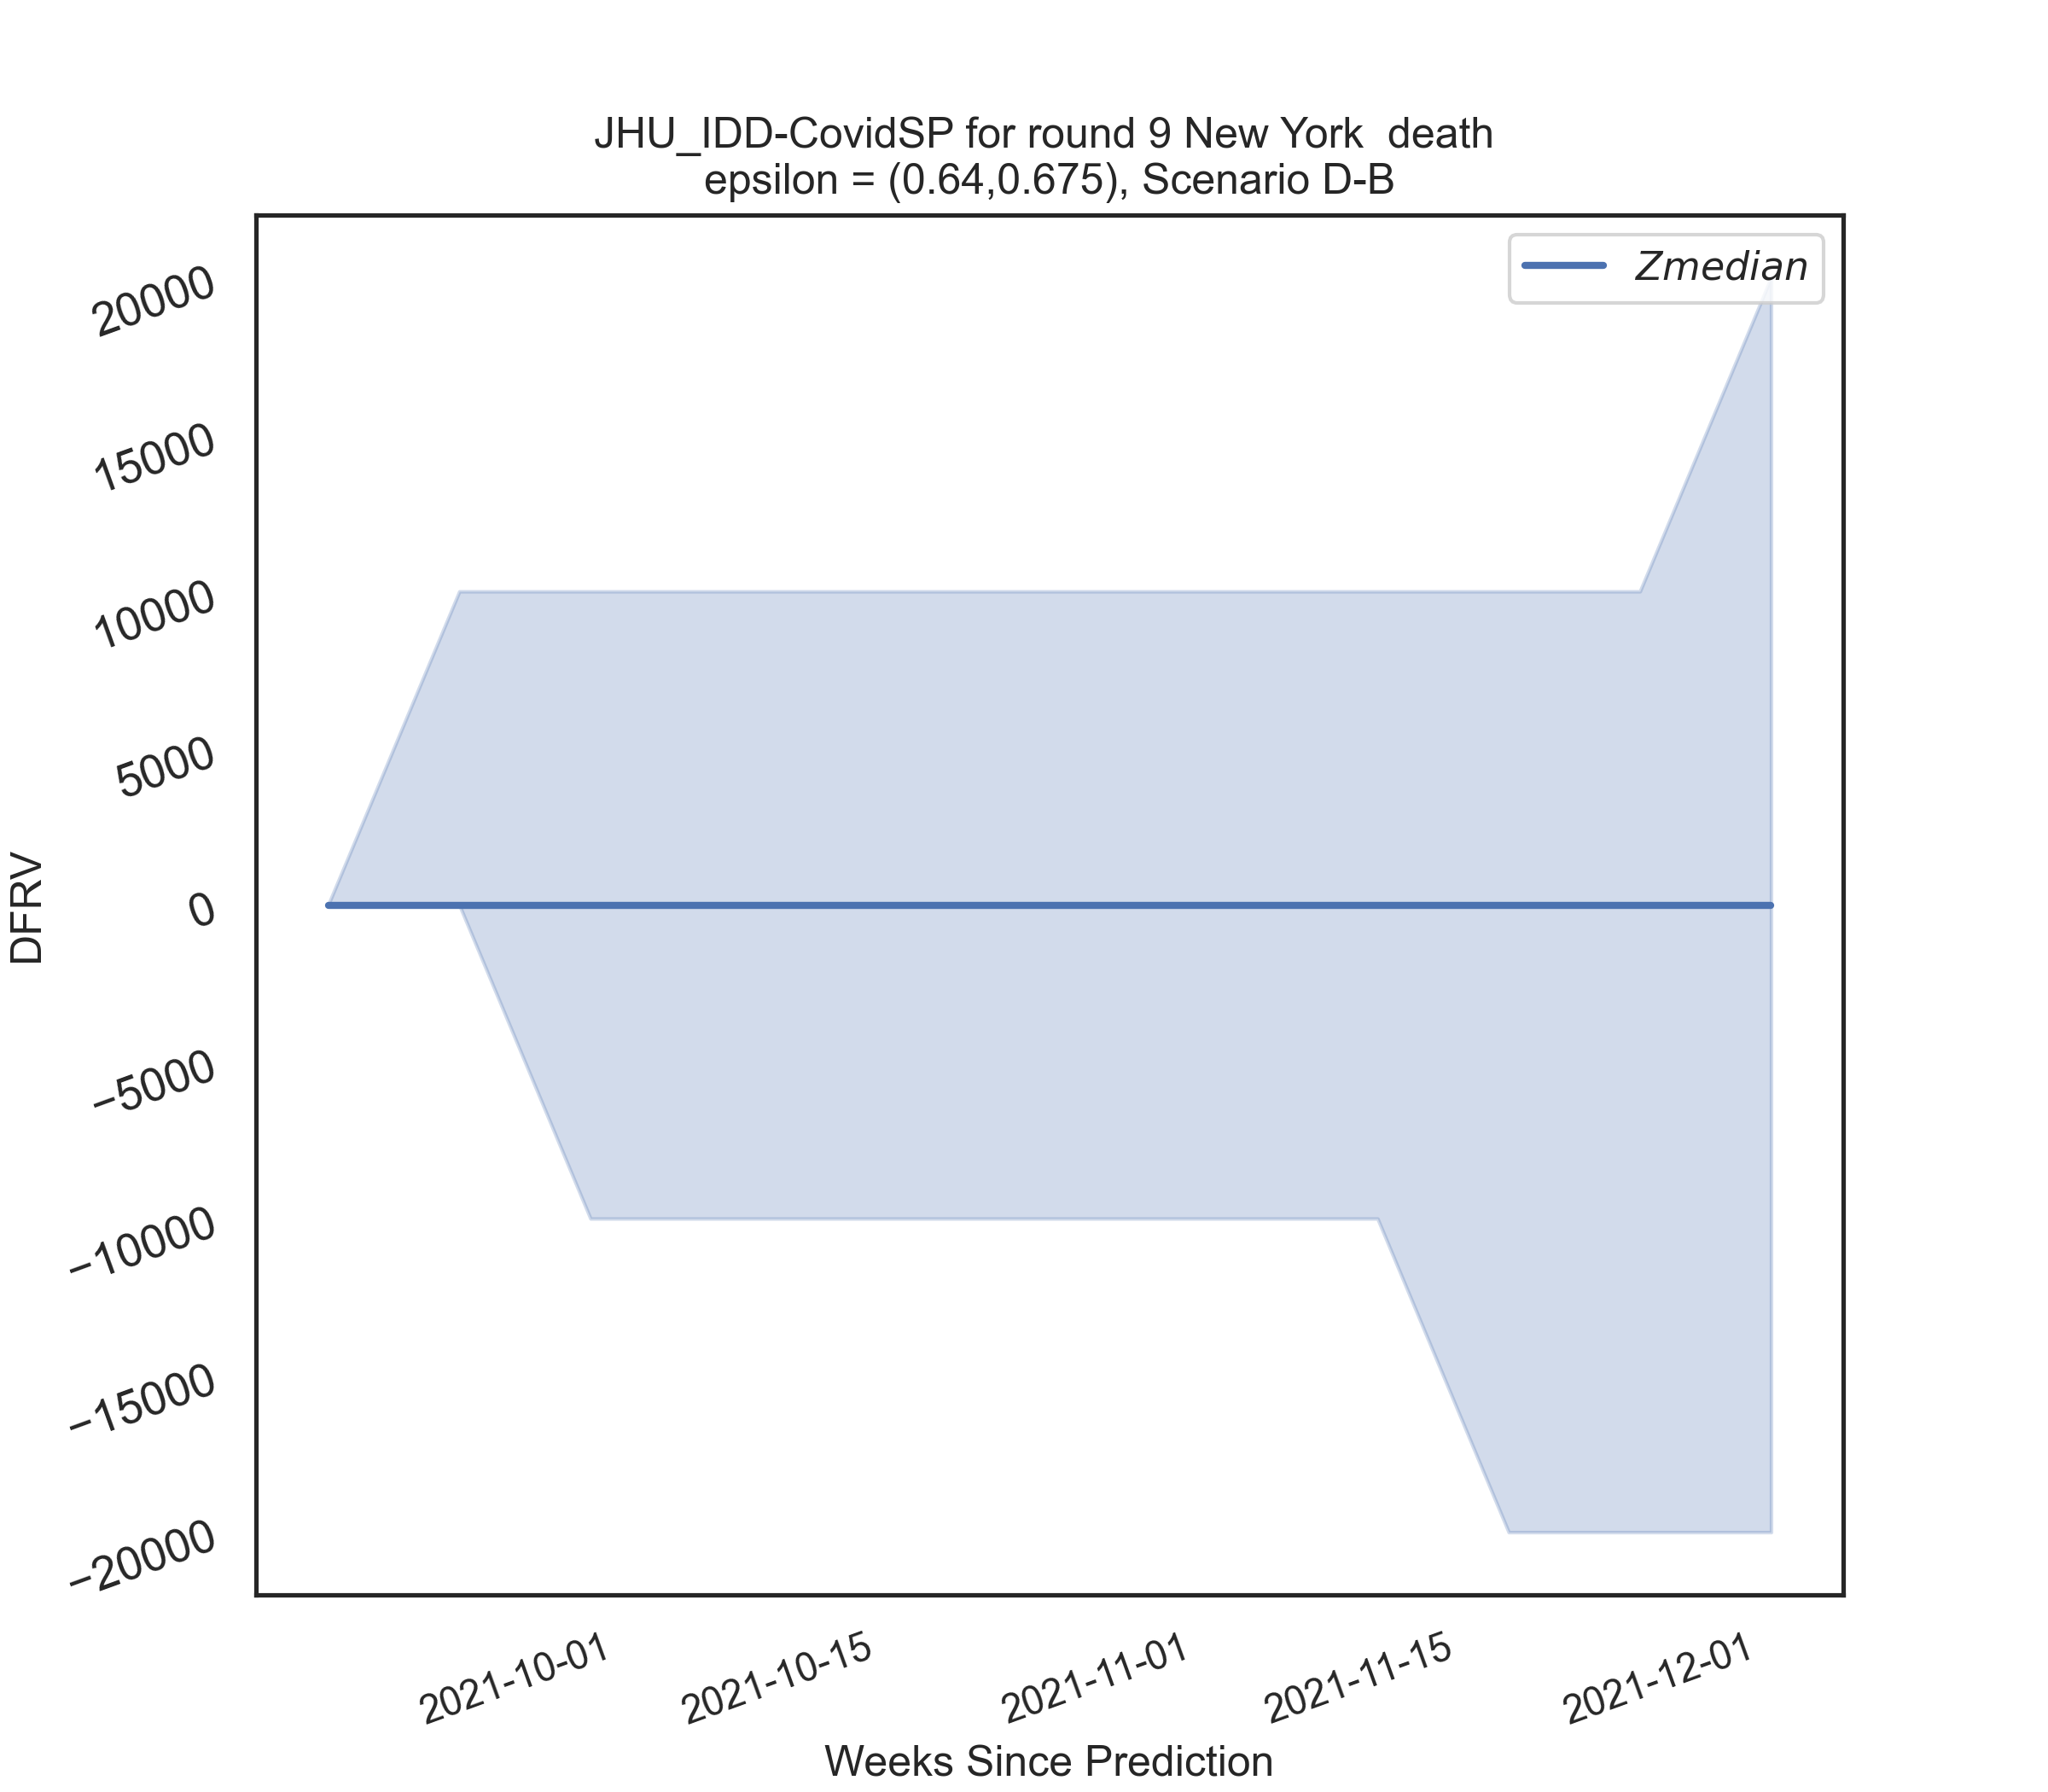 JHU_IDD-CovidSP for round 9 New York  death
epsilon = (0.64,0.675), Scenario D-B
Zmedian
20000
15000
10000
5000
0
−5000
−10000
−15000
−20000
DFRV
2021-10-01
2021-10-15
2021-11-01
2021-11-15
2021-12-01
Weeks Since Prediction